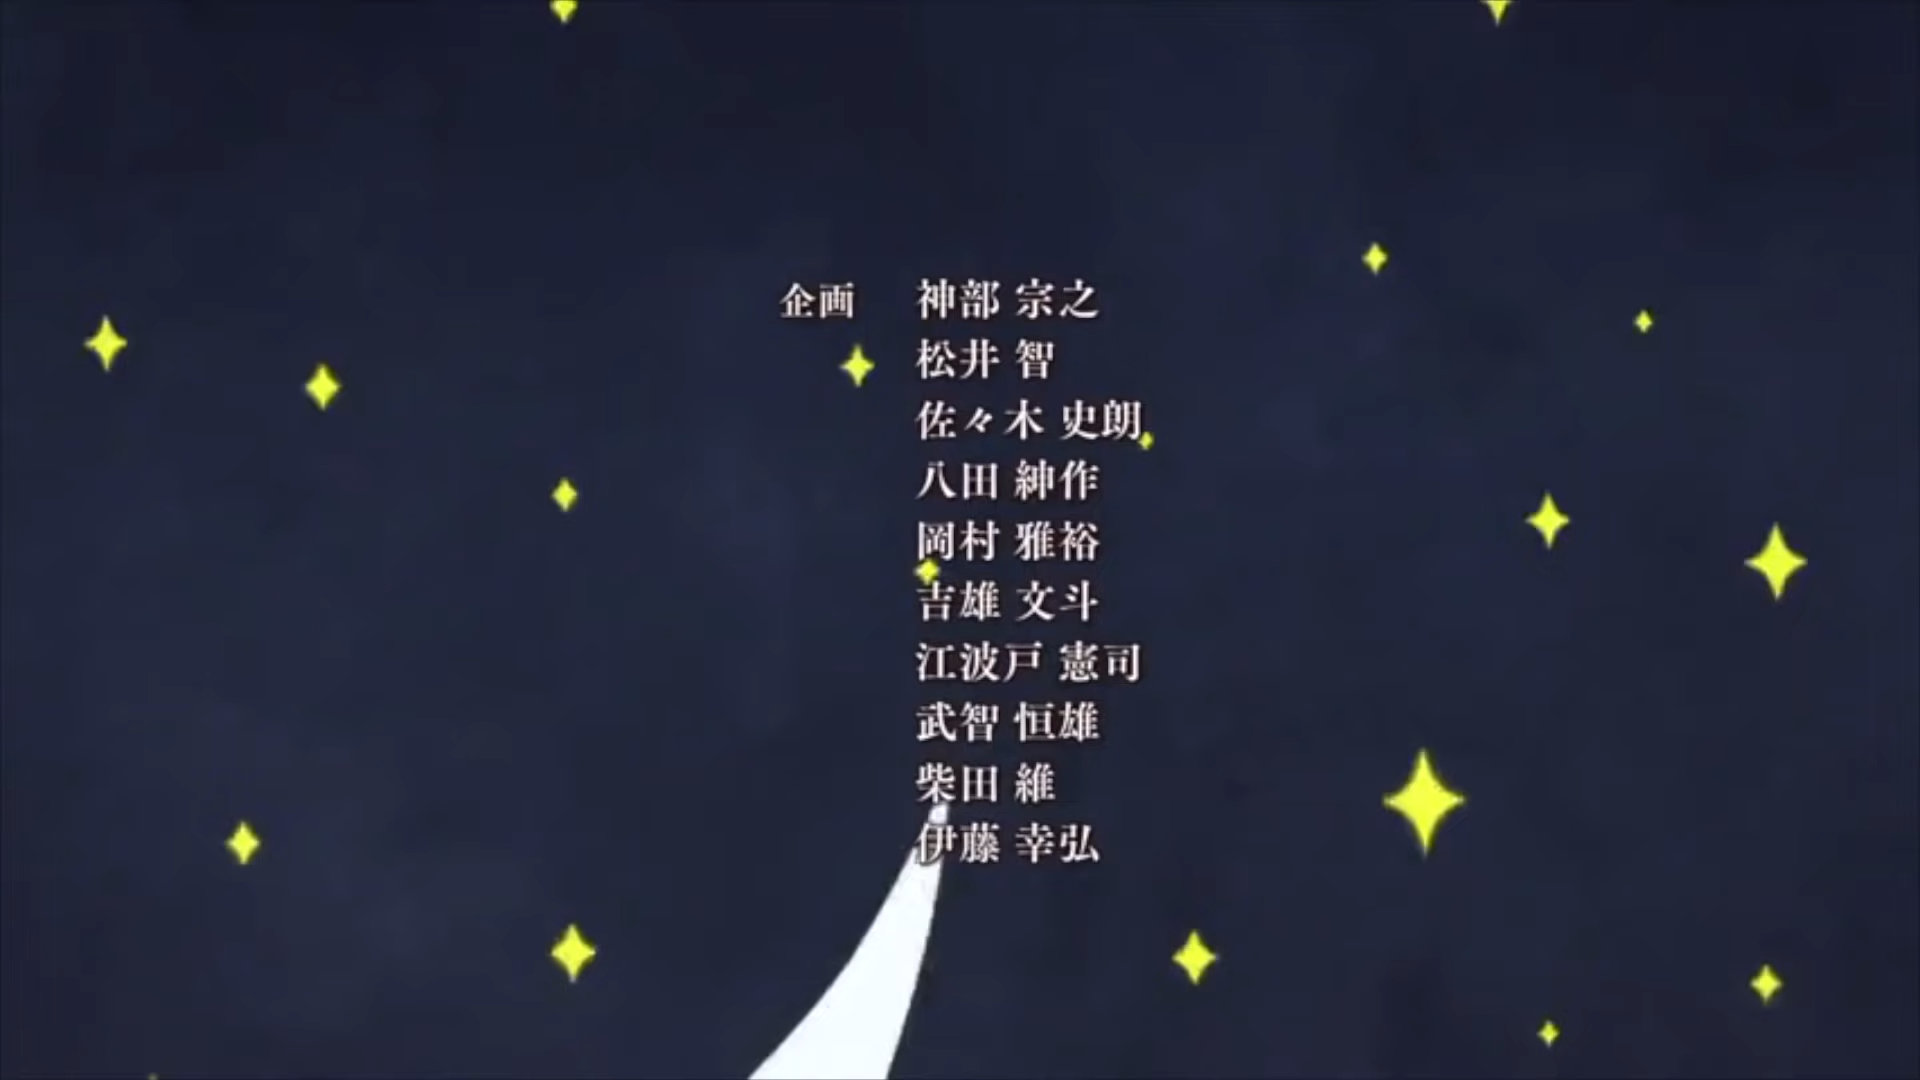 企画 神部 宗之
松井 智
佐々木 史朗
八田 紳作
岡村 雅裕
吉雄 文斗
江波戸 憲司
武智 恒雄
柴田 維
伊藤 幸弘